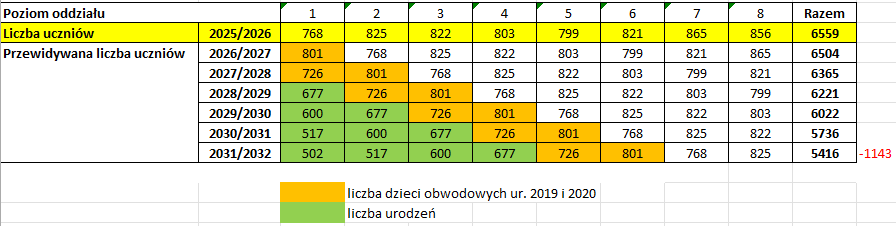 Poziom oddziału 1 2 3 4 5 6 7 8 Razem
Liczba uczniów 2025/2026 768 825 822 803 799 821 865 856 6559
Przewidywana liczba uczniów 2026/2027 801 768 825 822 803 799 821 865 6504
2027/2028 726 801 768 825 822 803 799 821 6365
2028/2029 677 726 801 768 825 822 803 799 6221
2029/2030 600 677 726 801 768 825 822 803 6022
2030/2031 517 600 677 726 801 768 825 822 5736
2031/2032 502 517 600 677 726 801 768 825 5416 -1143
liczba dzieci obwodowych ur. 2019 i 2020
liczba urodzeń